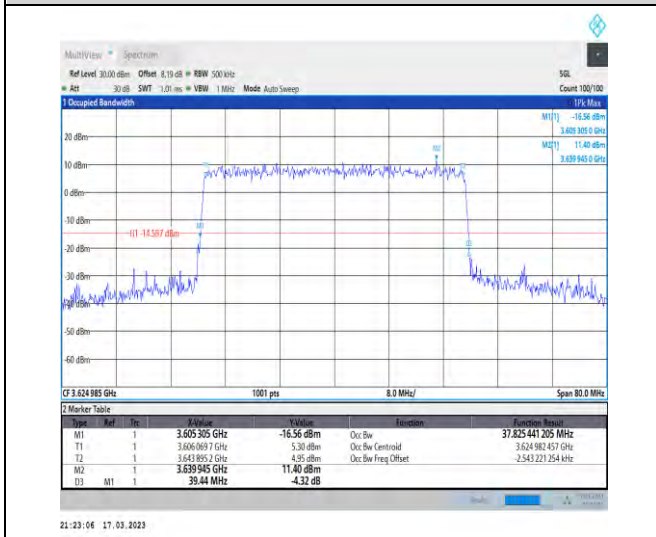 MultiView Spectrum
Ref Level 30.00 dBm Offset 8.19 dB RBW 500 kHz SGL
Att 30 dB SWT 1.01 ms VBW 1 MHz Mode Auto Sweep Count 100/100
1 Occupied Bandwidth 1Pk Max
M1[1] -16.56 dBm
3.605 305 0 GHz
M2[1] 11.40 dBm
3.639 945 0 GHz
20 dBm
M2
10 dBm
0 dBm
-10 dBm
H1 -14.597 dBm
-20 dBm
-30 dBm
-40 dBm
-50 dBm
-60 dBm
CF 3.624 985 GHz 1001 pts 8.0 MHz/ Span 80.0 MHz
2 Marker Table
Type Ref Trc X-Value Y-Value Function Function Result
M1 1 3.605 305 GHz -16.56 dBm Occ Bw 37.825 441 205 MHz
T1 1 3.606 069 7 GHz 5.30 dBm Occ Bw Centroid 3.624 982 457 GHz
T2 1 3.643 895 2 GHz 4.95 dBm Occ Bw Freq Offset -2.543 221 254 kHz
M2 1 3.639 945 GHz 11.40 dBm
D3 M1 1 39.44 MHz -4.32 dB
21:23:06 17.03.2023